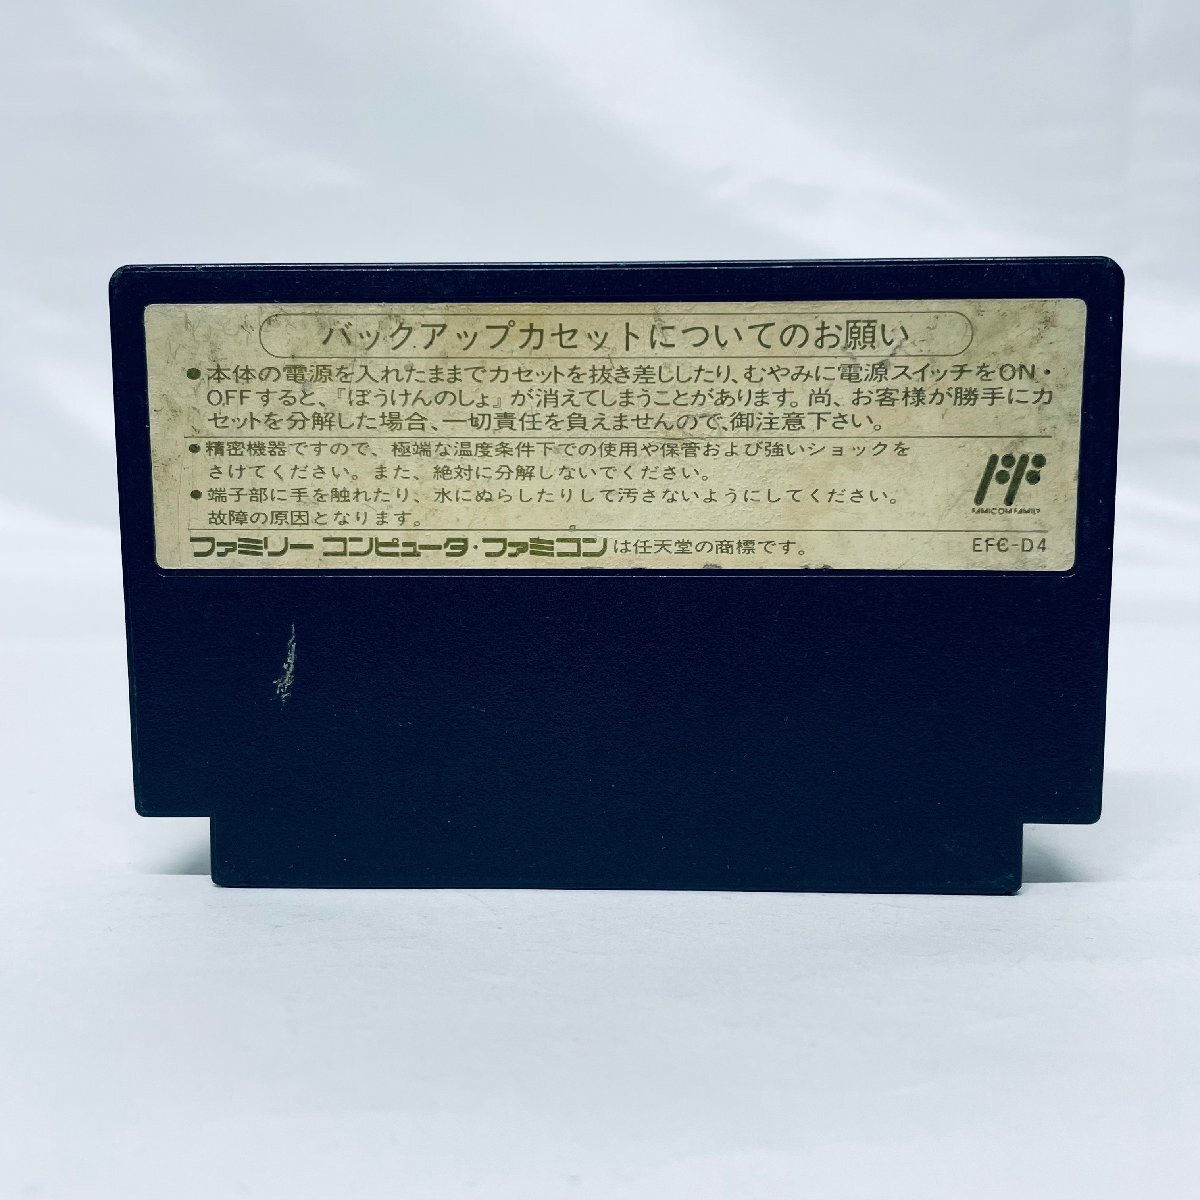 バックアップカセットについてのお願い
●本体の電源を入れたままでカセットを抜き差ししたり、むやみに電源スイッチをON・
OFFすると、『ぼうけんのしょ』が消えてしまうことがあります。尚、お客様が勝手にカ
セットを分解した場合、一切責任を負えませんので、御注意下さい。
●精密機器ですので、極端な温度条件下での使用や保管および強いショックを
さけてください。また、絶対に分解しないでください。
●端子部に手を触れたり、水にぬらしたりして汚さないようにしてください。
故障の原因となります。
FAMICOM FAMILY
ファミリーコンピュータ・ファミコンは任天堂の商標です。
EFC-D4